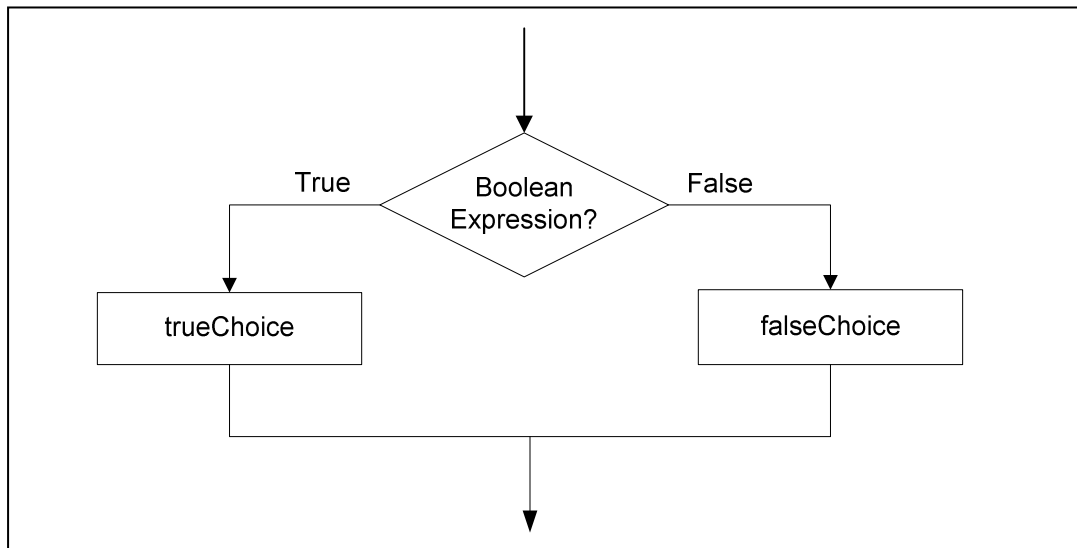 True
Boolean
Expression?
False
trueChoice
falseChoice